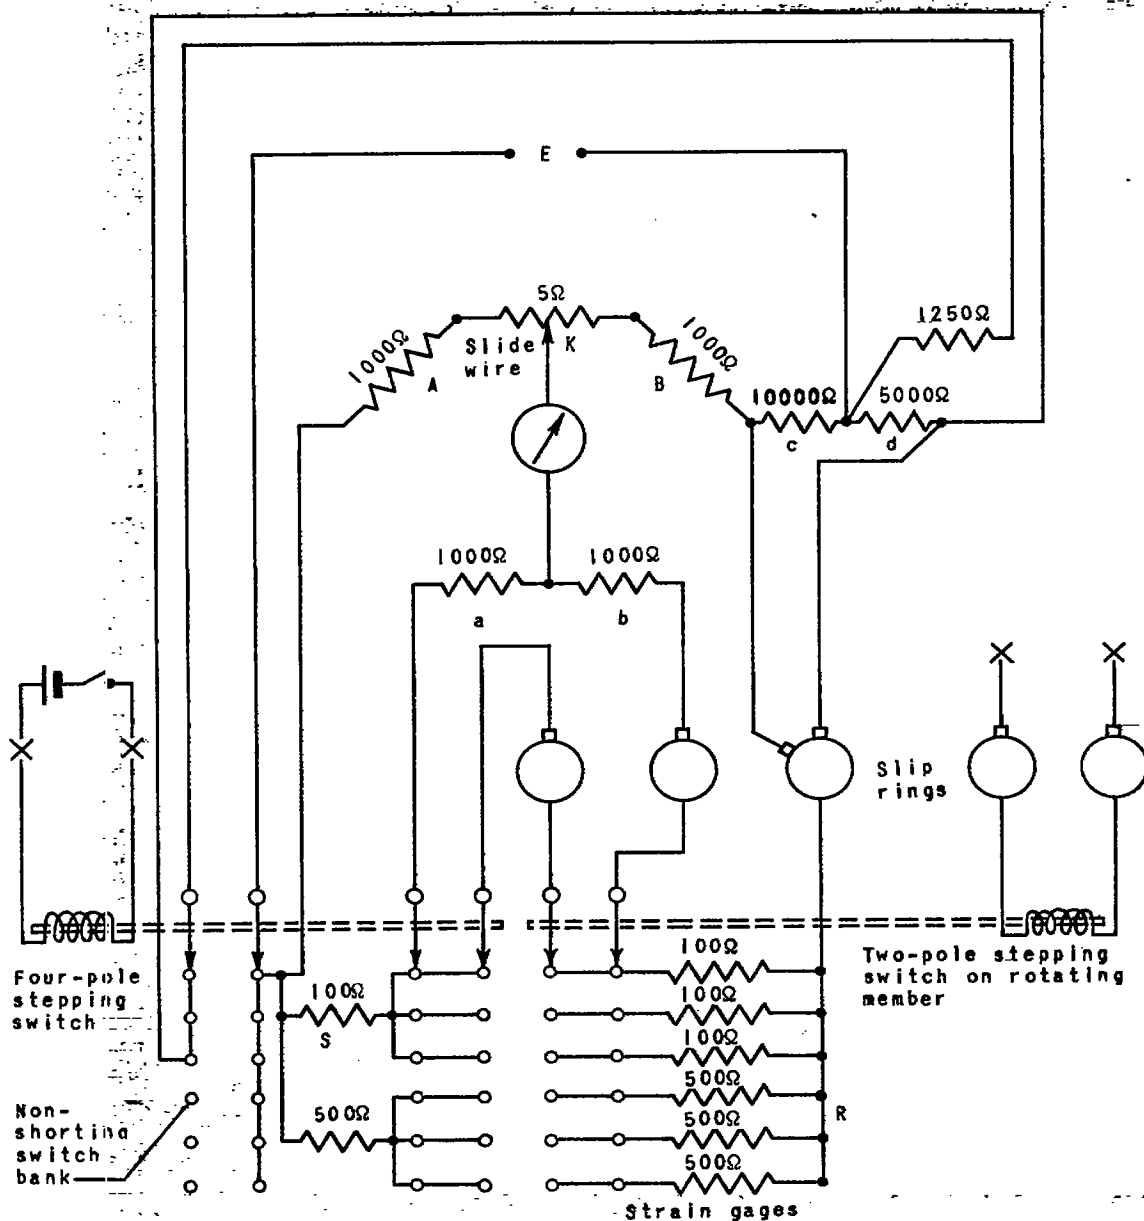 E
5Ω
1250Ω
Slide
wire
K
1000Ω
A
1000Ω
B
10000Ω
5000Ω
c
d
1000Ω
1000Ω
a
b
Slip
rings
Four-pole
stepping
switch
100Ω
S
100Ω
100Ω
100Ω
Two-pole stepping
switch on rotating
member
Non-
shorting
switch
bank
500Ω
500Ω
500Ω
500Ω
R
Strain gages